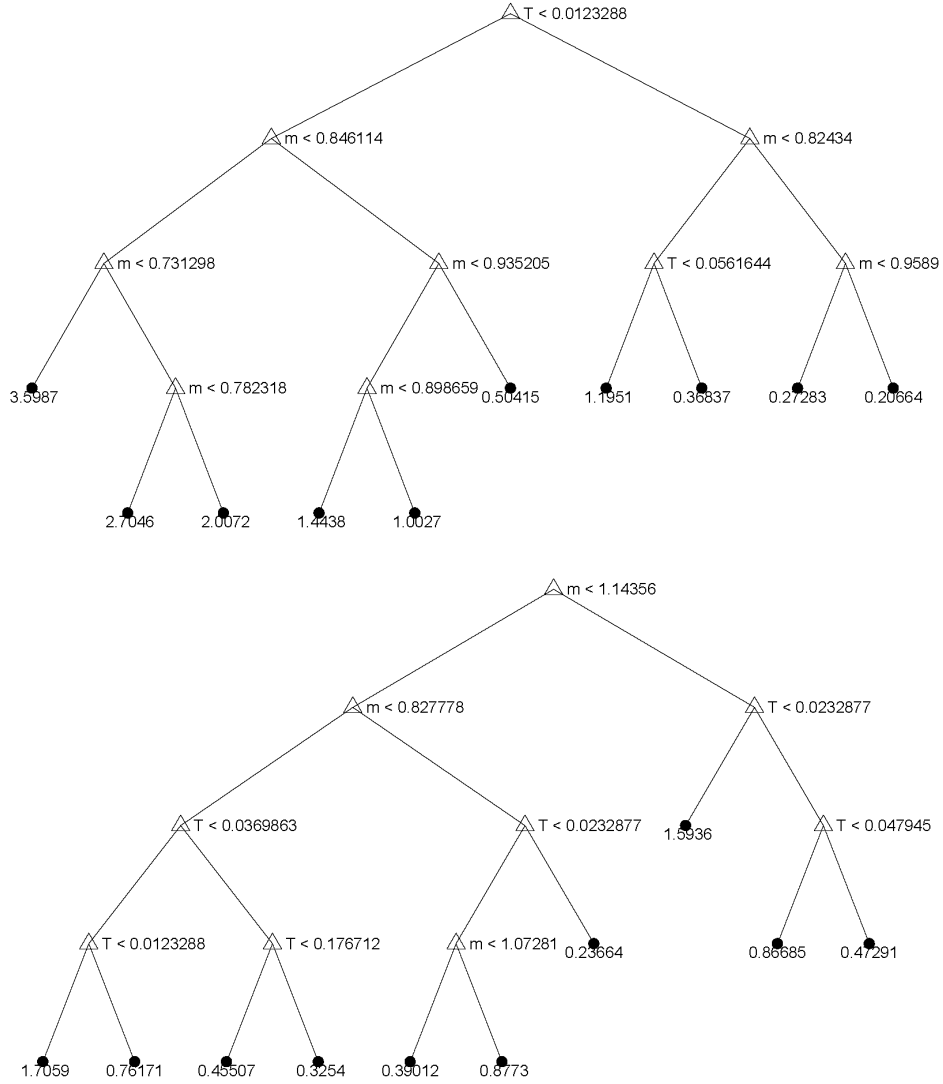 T < 0.0123288
m < 0.846114
m < 0.82434
m < 0.731298
m < 0.935205
T < 0.0561644
m < 0.9589
3.5987
m < 0.782318
m < 0.898659
0.50415
1.1951
0.36837
0.27283
0.20664
2.7046
2.0072
1.4438
1.0027
m < 1.14356
m < 0.827778
T < 0.0232877
T < 0.0369863
T < 0.0232877
1.5936
T < 0.047945
T < 0.0123288
T < 0.176712
m < 1.07281
0.23664
0.86685
0.47291
1.7059
0.76171
0.45507
0.3254
0.39012
0.8773